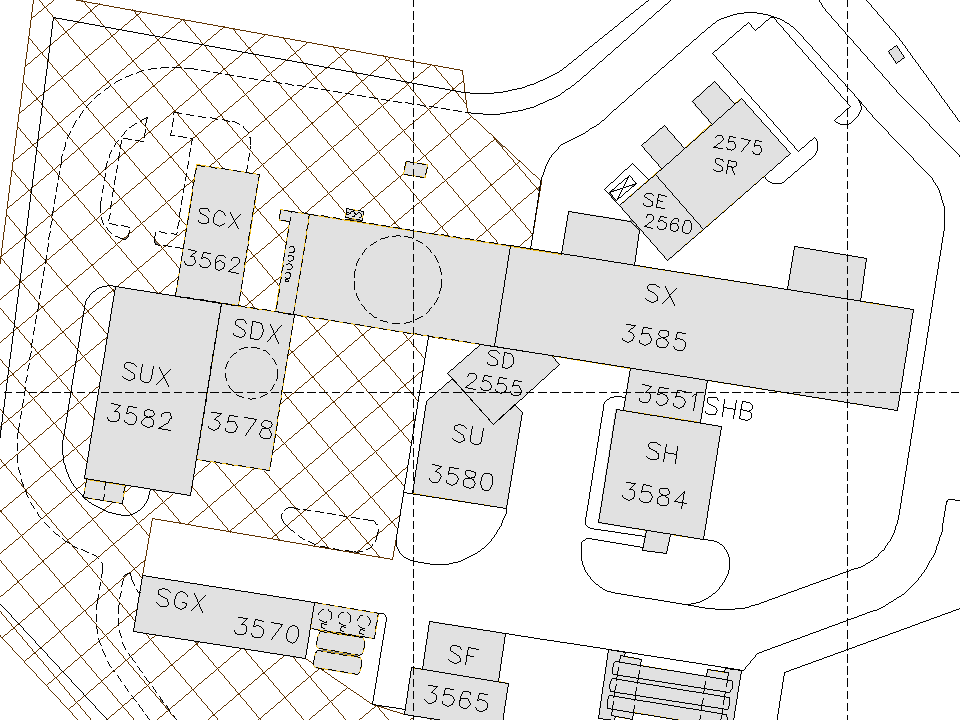 2575
SR
SE
2560
SCX
3562
SX
3585
SDX
3578
SUX
3582
SD
2555
3551 SHB
SU
3580
SH
3584
SGX
3570
SF
3565